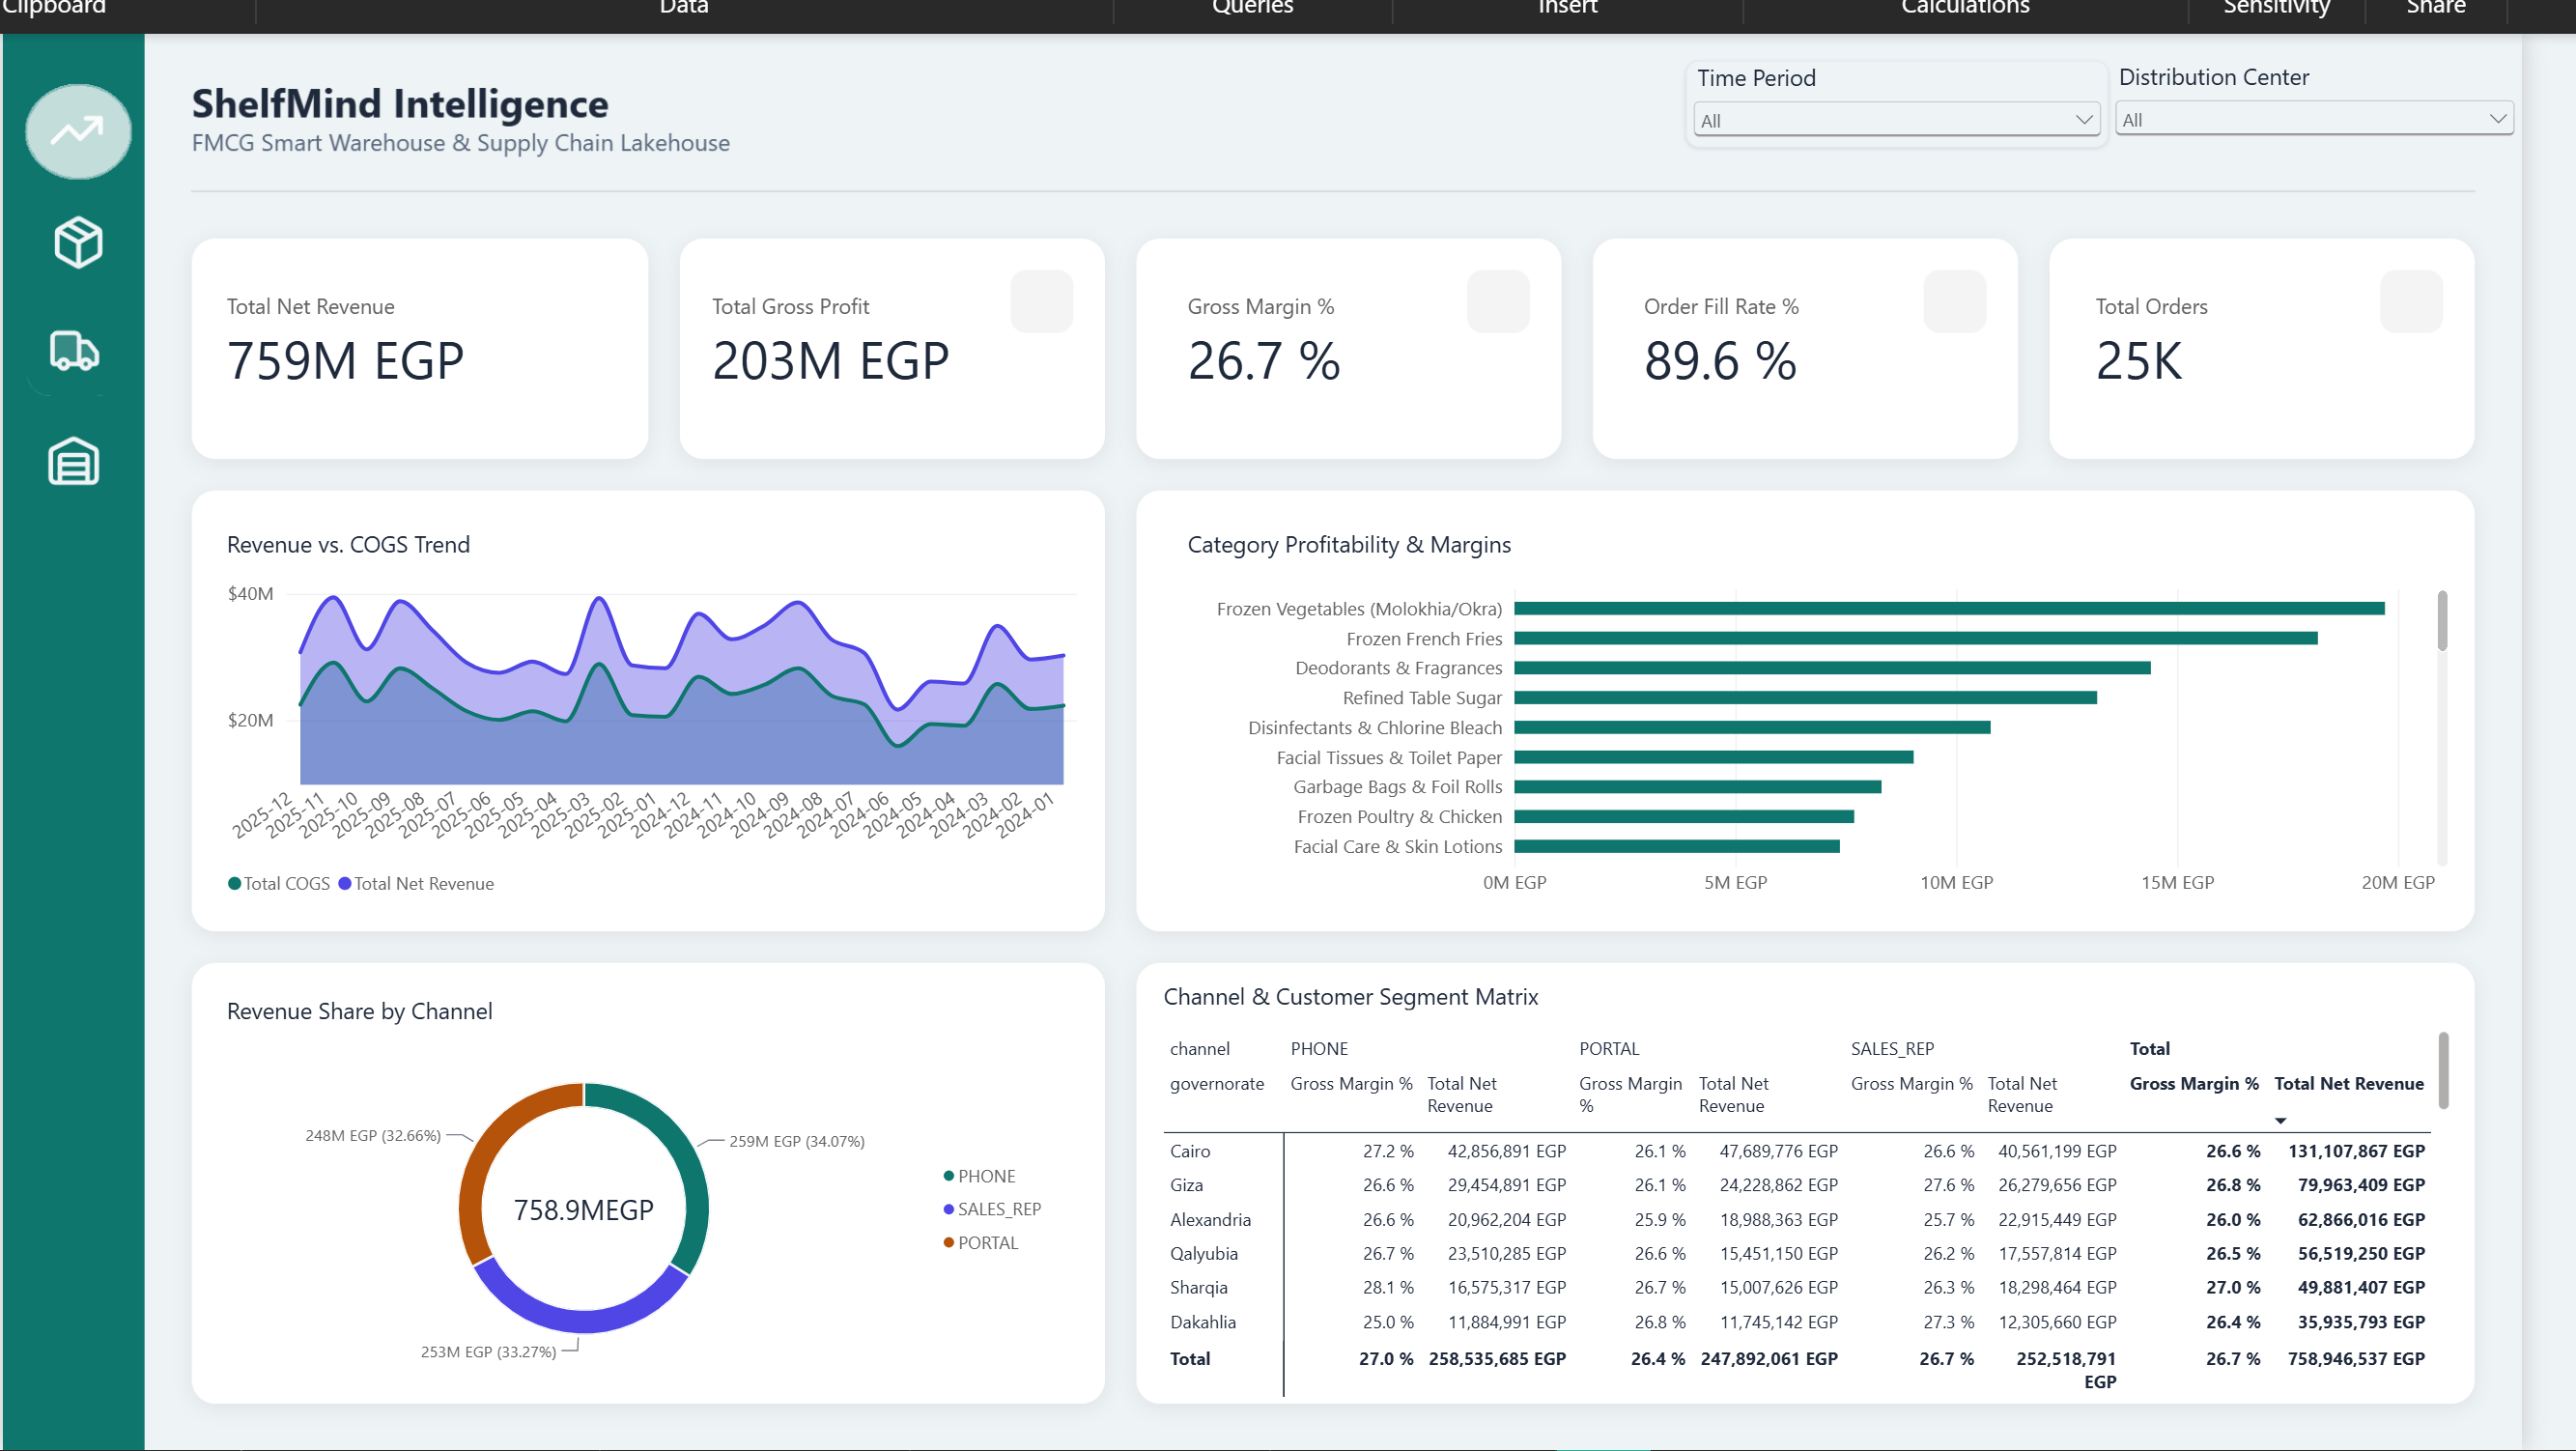 Clipboard Data Queries Insert Calculations Sensitivity Share
ShelfMind Intelligence
FMCG Smart Warehouse & Supply Chain Lakehouse
Time Period
All
Distribution Center
All
Total Net Revenue
759M EGP
Total Gross Profit
203M EGP
Gross Margin %
26.7 %
Order Fill Rate %
89.6 %
Total Orders
25K
Revenue vs. COGS Trend
$40M
$20M
2025-12 2025-11 2025-10 2025-09 2025-08 2025-07 2025-06 2025-05 2025-04 2025-03 2025-02 2025-01 2024-12 2024-11 2024-10 2024-09 2024-08 2024-07 2024-06 2024-05 2024-04 2024-03 2024-02 2024-01
Total COGS Total Net Revenue
Category Profitability & Margins
Frozen Vegetables (Molokhia/Okra)
Frozen French Fries
Deodorants & Fragrances
Refined Table Sugar
Disinfectants & Chlorine Bleach
Facial Tissues & Toilet Paper
Garbage Bags & Foil Rolls
Frozen Poultry & Chicken
Facial Care & Skin Lotions
0M EGP 5M EGP 10M EGP 15M EGP 20M EGP
Revenue Share by Channel
248M EGP (32.66%)
259M EGP (34.07%)
758.9MEGP
253M EGP (33.27%)
PHONE
SALES_REP
PORTAL
Channel & Customer Segment Matrix
channel PHONE PORTAL SALES_REP Total
governorate Gross Margin % Total Net Gross Margin Total Net Gross Margin % Total Net Gross Margin % Total Net Revenue
Revenue % Revenue Revenue
Cairo 27.2 % 42,856,891 EGP 26.1 % 47,689,776 EGP 26.6 % 40,561,199 EGP 26.6 % 131,107,867 EGP
Giza 26.6 % 29,454,891 EGP 26.1 % 24,228,862 EGP 27.6 % 26,279,656 EGP 26.8 % 79,963,409 EGP
Alexandria 26.6 % 20,962,204 EGP 25.9 % 18,988,363 EGP 25.7 % 22,915,449 EGP 26.0 % 62,866,016 EGP
Qalyubia 26.7 % 23,510,285 EGP 26.6 % 15,451,150 EGP 26.2 % 17,557,814 EGP 26.5 % 56,519,250 EGP
Sharqia 28.1 % 16,575,317 EGP 26.7 % 15,007,626 EGP 26.3 % 18,298,464 EGP 27.0 % 49,881,407 EGP
Dakahlia 25.0 % 11,884,991 EGP 26.8 % 11,745,142 EGP 27.3 % 12,305,660 EGP 26.4 % 35,935,793 EGP
Total 27.0 % 258,535,685 EGP 26.4 % 247,892,061 EGP 26.7 % 252,518,791 26.7 % 758,946,537 EGP
EGP